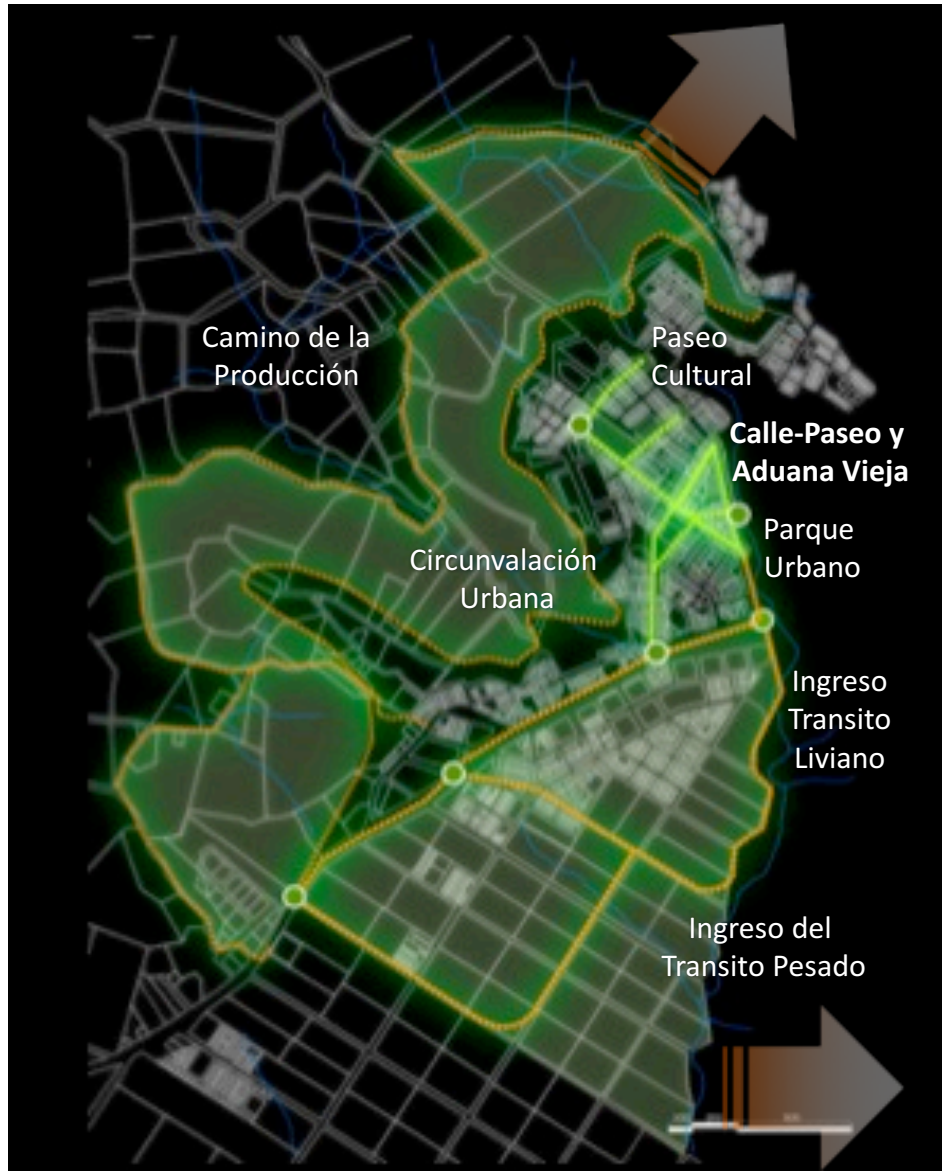 Camino de la
Producción
Paseo
Cultural
Calle-Paseo y
Aduana Vieja
Circunvalación
Urbana
Parque
Urbano
Ingreso
Transito
Liviano
Ingreso del
Transito Pesado